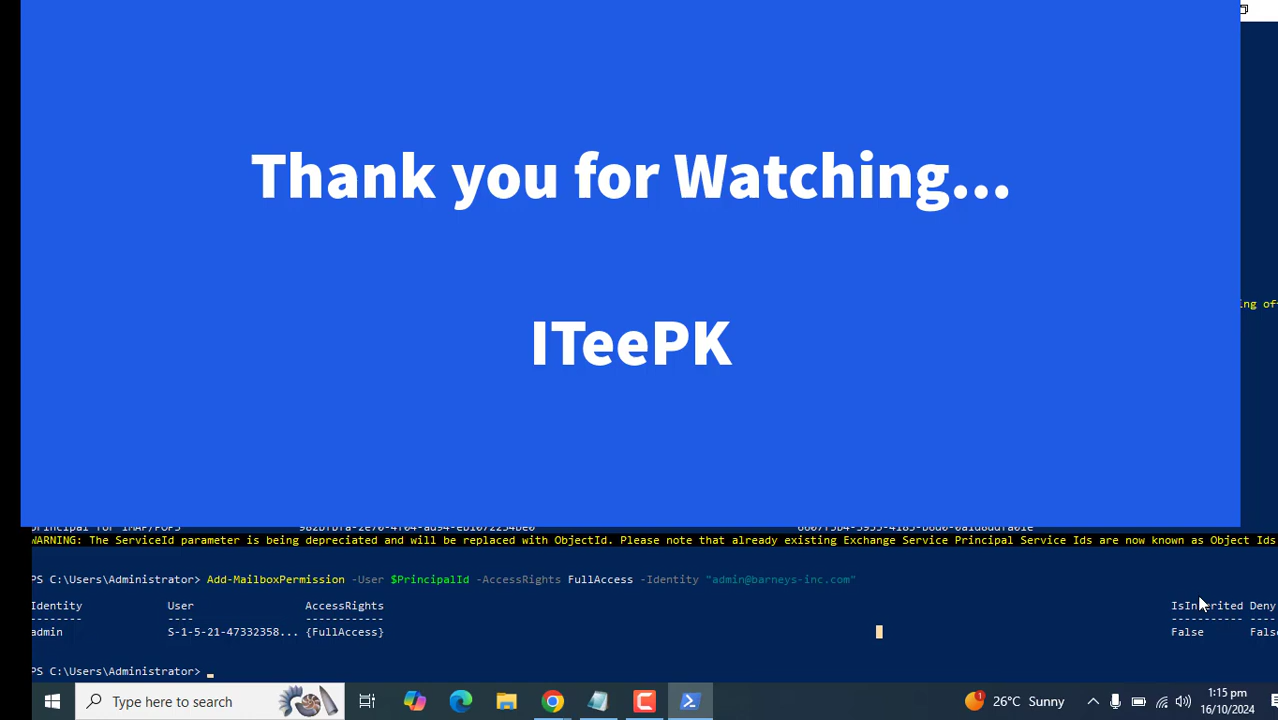 Thank you for Watching...
ITeePK
WARNING: The ServiceId parameter is being depreciated and will be replaced with ObjectId. Please note that already existing Exchange Service Principal Service Ids are now known as Object Ids
PS C:\Users\Administrator> Add-MailboxPermission -User $PrincipalId -AccessRights FullAccess -Identity "admin@barneys-inc.com"
Identity User AccessRights IsInherited Deny
-------- ---- ------------ ----------- ----
admin S-1-5-21-47332358... {FullAccess} False False
PS C:\Users\Administrator>
Type here to search
1
26°C Sunny
1:15 pm
16/10/2024